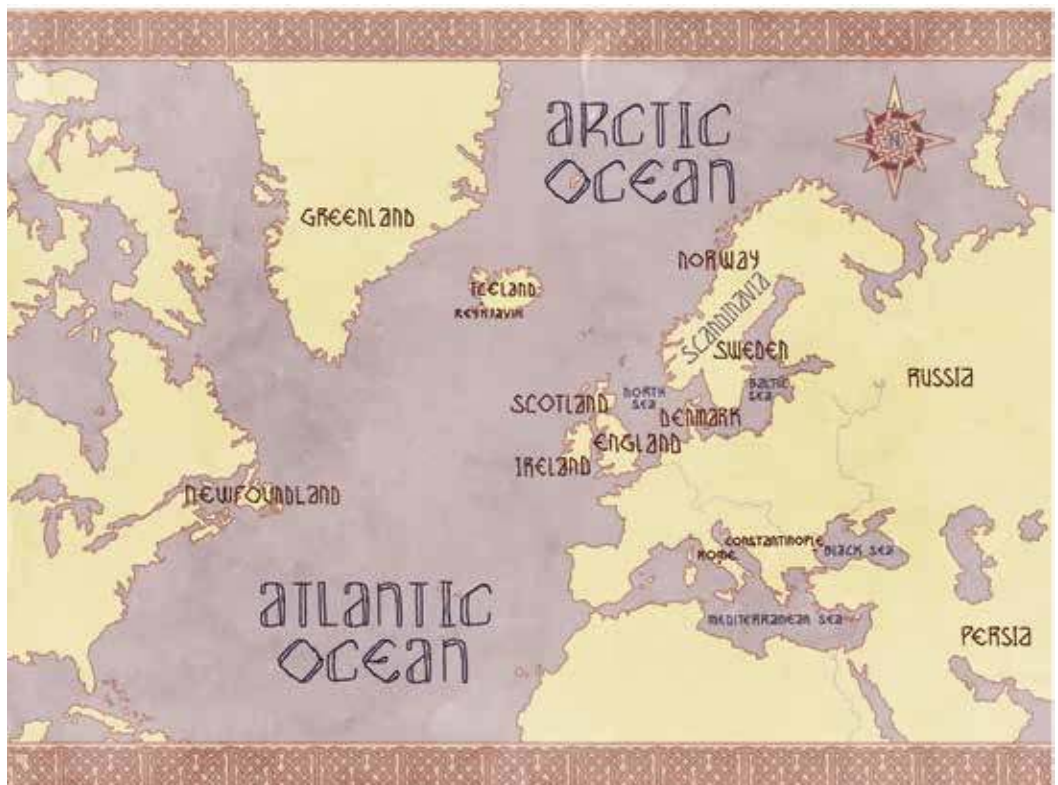 ARCTIC
OCEAN
N
GREENLAND
NORWAY
ICELAND
REYKJAVIK
SCANDINAVIA
SWEDEN
RUSSIA
BALTIC
SEA
NORTH
SEA
SCOTLAND
DENMARK
ENGLAND
IRELAND
NEWFOUNDLAND
CONSTANTINOPLE
ROME
BLACK SEA
ATLANTIC
OCEAN
MEDITERRANEAN SEA
PERSIA